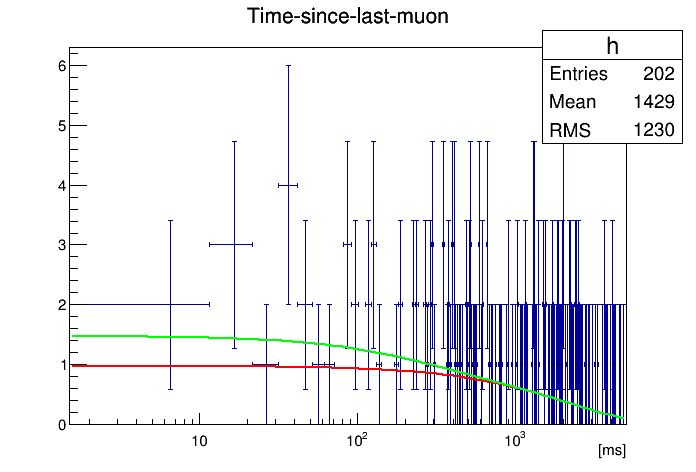 Time-since-last-muon
h
Entries 202
Mean 1429
RMS 1230
6
5
4
3
2
1
0
10
10²
10³
[ms]